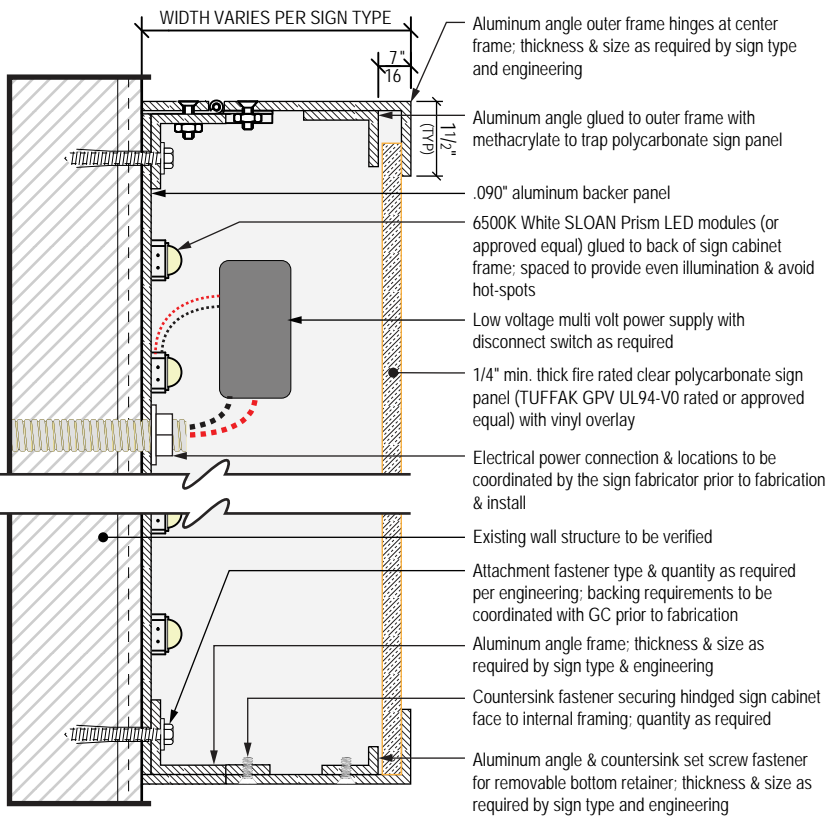 WIDTH VARIES PER SIGN TYPE
7"
16
1 1/2"
(TYP)
Aluminum angle outer frame hinges at center
frame; thickness & size as required by sign type
and engineering
Aluminum angle glued to outer frame with
methacrylate to trap polycarbonate sign panel
.090" aluminum backer panel
6500K White SLOAN Prism LED modules (or
approved equal) glued to back of sign cabinet
frame; spaced to provide even illumination & avoid
hot-spots
Low voltage multi volt power supply with
disconnect switch as required
1/4" min. thick fire rated clear polycarbonate sign
panel (TUFFAK GPV UL94-V0 rated or approved
equal) with vinyl overlay
Electrical power connection & locations to be
coordinated by the sign fabricator prior to fabrication
& install
Existing wall structure to be verified
Attachment fastener type & quantity as required
per engineering; backing requirements to be
coordinated with GC prior to fabrication
Aluminum angle frame; thickness & size as
required by sign type & engineering
Countersink fastener securing hindged sign cabinet
face to internal framing; quantity as required
Aluminum angle & countersink set screw fastener
for removable bottom retainer; thickness & size as
required by sign type and engineering